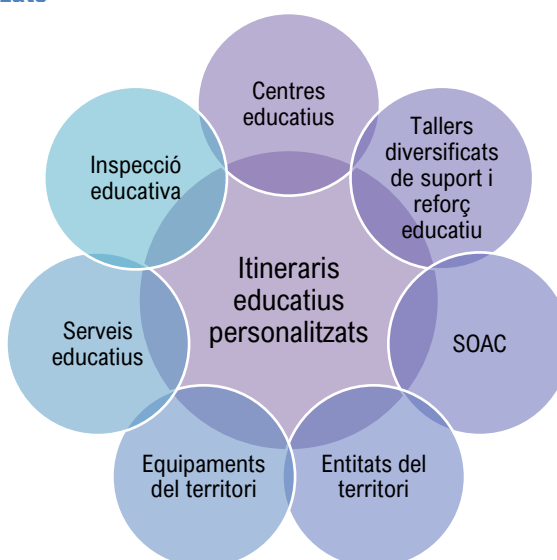 Centres
educatius
Tallers
diversificats
de suport i
reforç
educatiu
Inspecció
educativa
Itineraris
educatius
personalitzats
Serveis
educatius
SOAC
Equipaments
del territori
Entitats del
territori